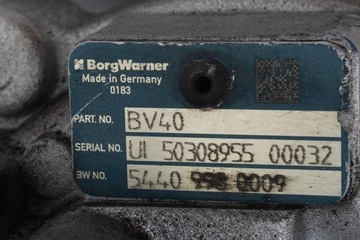 BorgWarner
Made in Germany
0183
PART. NO. BV40
SERIAL NO. UI 50308955 00032
BW NO. 5440 0009